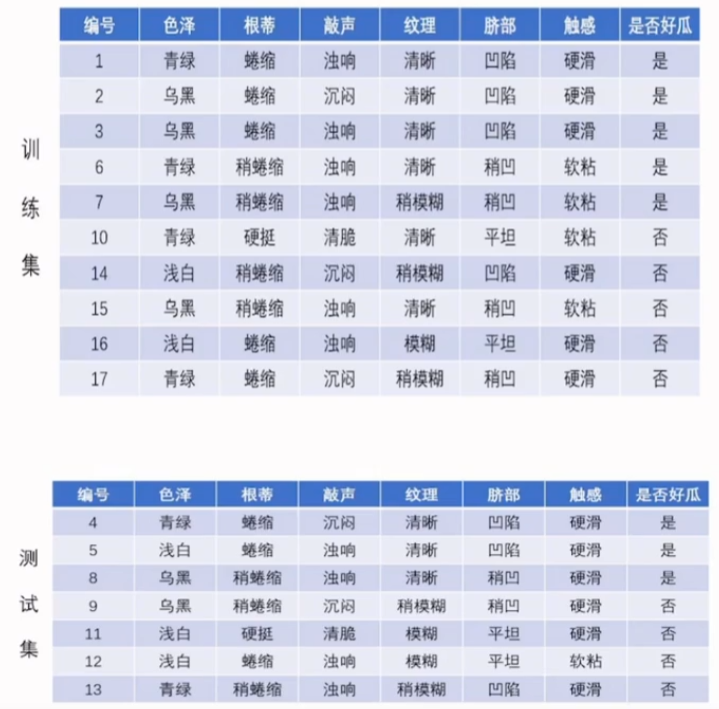 编号 色泽 根蒂 敲声 纹理 脐部 触感 是否好瓜
1 青绿 蜷缩 浊响 清晰 凹陷 硬滑 是
2 乌黑 蜷缩 沉闷 清晰 凹陷 硬滑 是
3 乌黑 蜷缩 浊响 清晰 凹陷 硬滑 是
6 青绿 稍蜷缩 浊响 清晰 稍凹 软粘 是
7 乌黑 稍蜷缩 浊响 稍模糊 稍凹 软粘 是
10 青绿 硬挺 清脆 清晰 平坦 软粘 否
14 浅白 稍蜷缩 沉闷 稍模糊 凹陷 硬滑 否
15 乌黑 稍蜷缩 浊响 清晰 稍凹 软粘 否
16 浅白 蜷缩 浊响 模糊 平坦 硬滑 否
17 青绿 蜷缩 沉闷 稍模糊 稍凹 硬滑 否
训练集
编号 色泽 根蒂 敲声 纹理 脐部 触感 是否好瓜
4 青绿 蜷缩 沉闷 清晰 凹陷 硬滑 是
5 浅白 蜷缩 浊响 清晰 凹陷 硬滑 是
8 乌黑 稍蜷缩 浊响 清晰 稍凹 硬滑 是
9 乌黑 稍蜷缩 沉闷 稍模糊 稍凹 硬滑 否
11 浅白 硬挺 清脆 模糊 平坦 硬滑 否
12 浅白 蜷缩 浊响 模糊 平坦 软粘 否
13 青绿 稍蜷缩 浊响 稍模糊 凹陷 硬滑 否
测试集